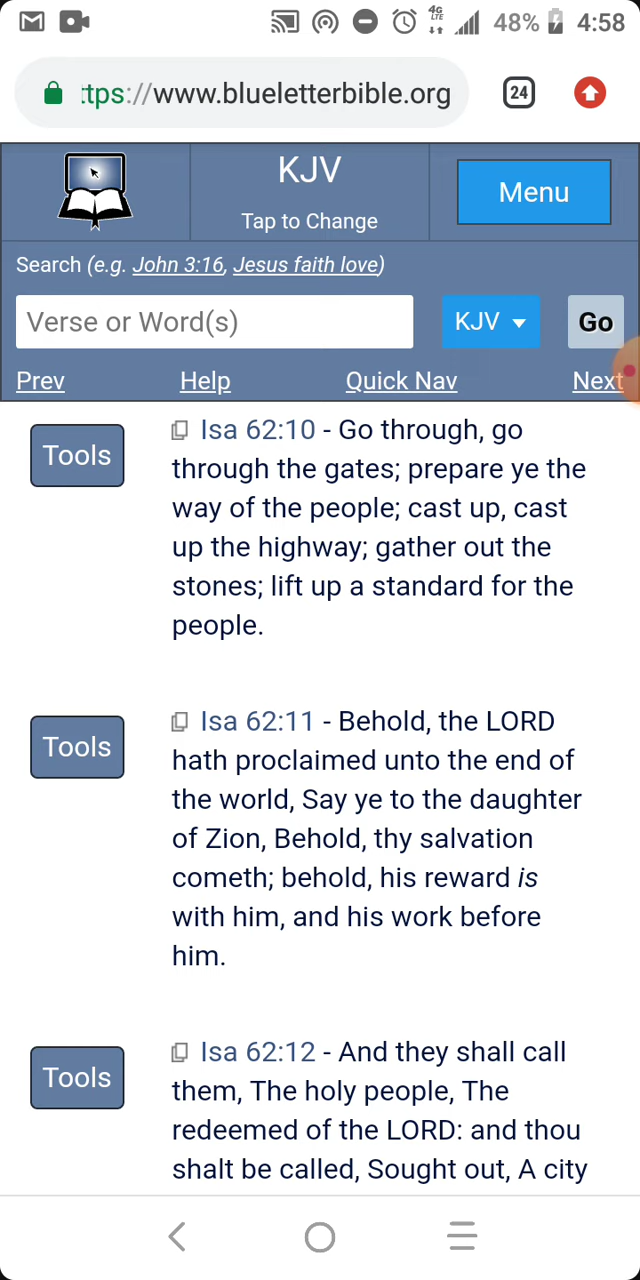 4G
LTE
48%
4:58
ttps://www.blueletterbible.org
24
KJV
Tap to Change
Menu
Search (e.g. John 3:16, Jesus faith love)
Verse or Word(s)
KJV
Go
Prev
Help
Quick Nav
Next
Tools
Isa 62:10 - Go through, go
through the gates; prepare ye the
way of the people; cast up, cast
up the highway; gather out the
stones; lift up a standard for the
people.
Tools
Isa 62:11 - Behold, the LORD
hath proclaimed unto the end of
the world, Say ye to the daughter
of Zion, Behold, thy salvation
cometh; behold, his reward is
with him, and his work before
him.
Tools
Isa 62:12 - And they shall call
them, The holy people, The
redeemed of the LORD: and thou
shalt be called, Sought out, A city